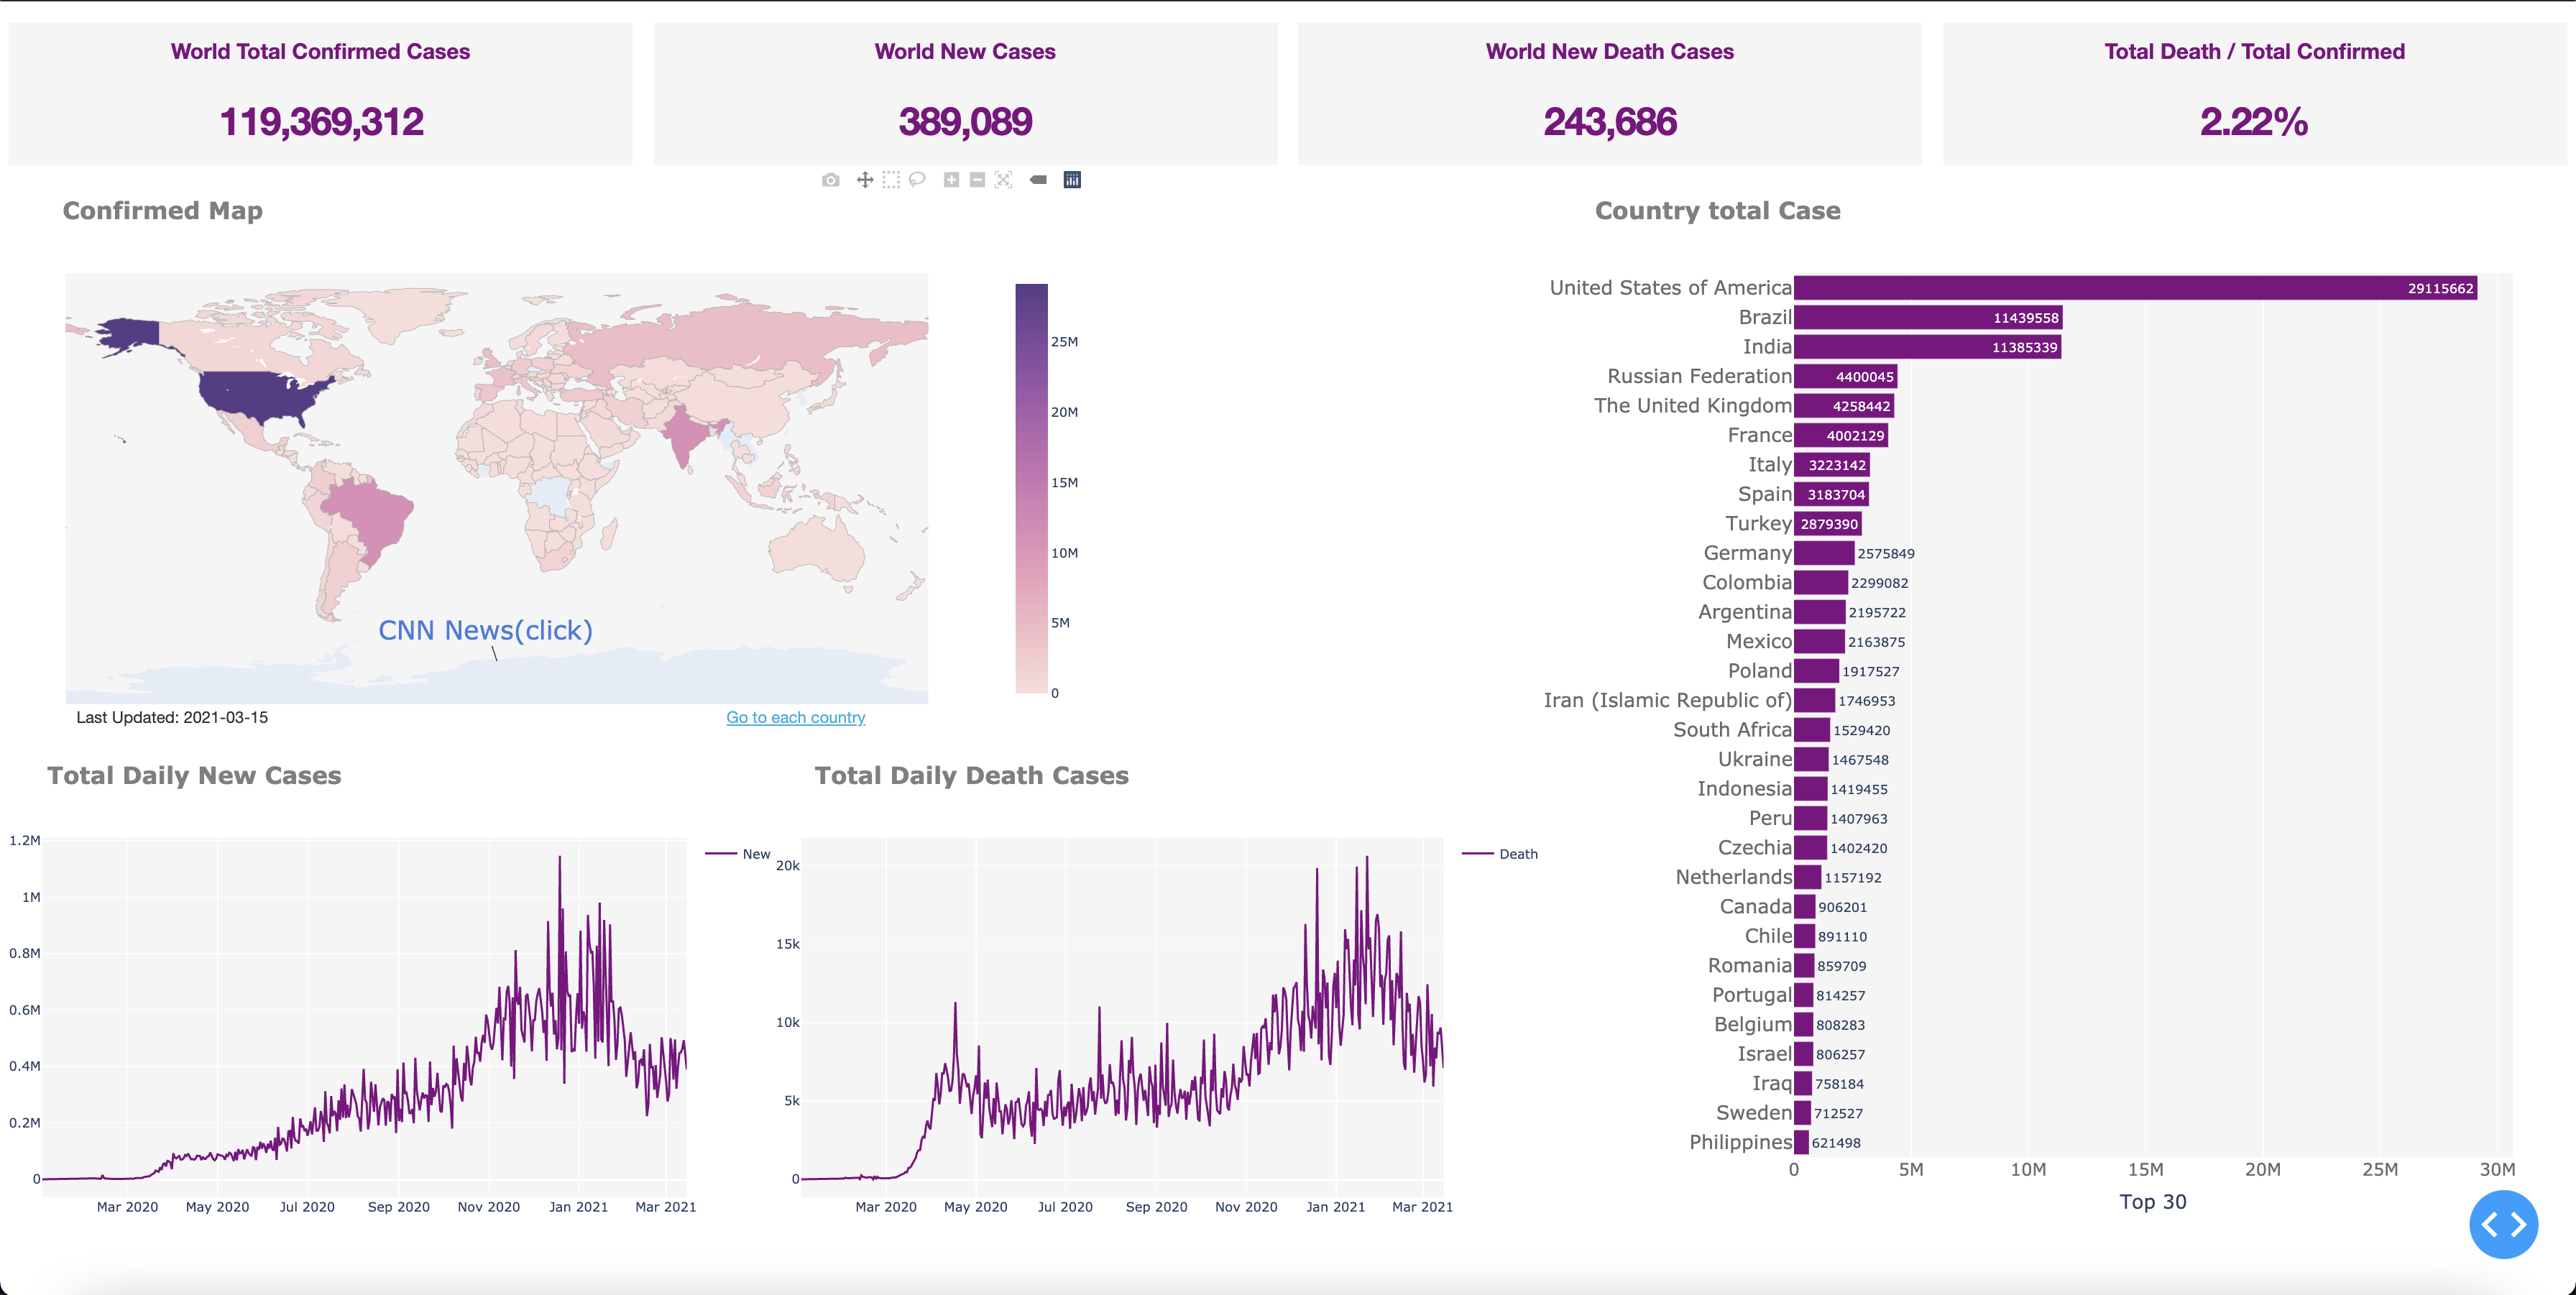 World Total Confirmed Cases
119,369,312
World New Cases
389,089
World New Death Cases
243,686
Total Death / Total Confirmed
2.22%
Confirmed Map
25M
20M
15M
10M
5M
0
CNN News(click)
Last Updated: 2021-03-15
Go to each country
Country total Case
United States of America 29115662
Brazil 11439558
India 11385339
Russian Federation 4400045
The United Kingdom 4258442
France 4002129
Italy 3223142
Spain 3183704
Turkey 2879390
Germany 2575849
Colombia 2299082
Argentina 2195722
Mexico 2163875
Poland 1917527
Iran (Islamic Republic of) 1746953
South Africa 1529420
Ukraine 1467548
Indonesia 1419455
Peru 1407963
Czechia 1402420
Netherlands 1157192
Canada 906201
Chile 891110
Romania 859709
Portugal 814257
Belgium 808283
Israel 806257
Iraq 758184
Sweden 712527
Philippines 621498
0 5M 10M 15M 20M 25M 30M
Top 30
Total Daily New Cases
1.2M
1M
0.8M
0.6M
0.4M
0.2M
0
Mar 2020 May 2020 Jul 2020 Sep 2020 Nov 2020 Jan 2021 Mar 2021
New
Total Daily Death Cases
20k
15k
10k
5k
0
Mar 2020 May 2020 Jul 2020 Sep 2020 Nov 2020 Jan 2021 Mar 2021
Death